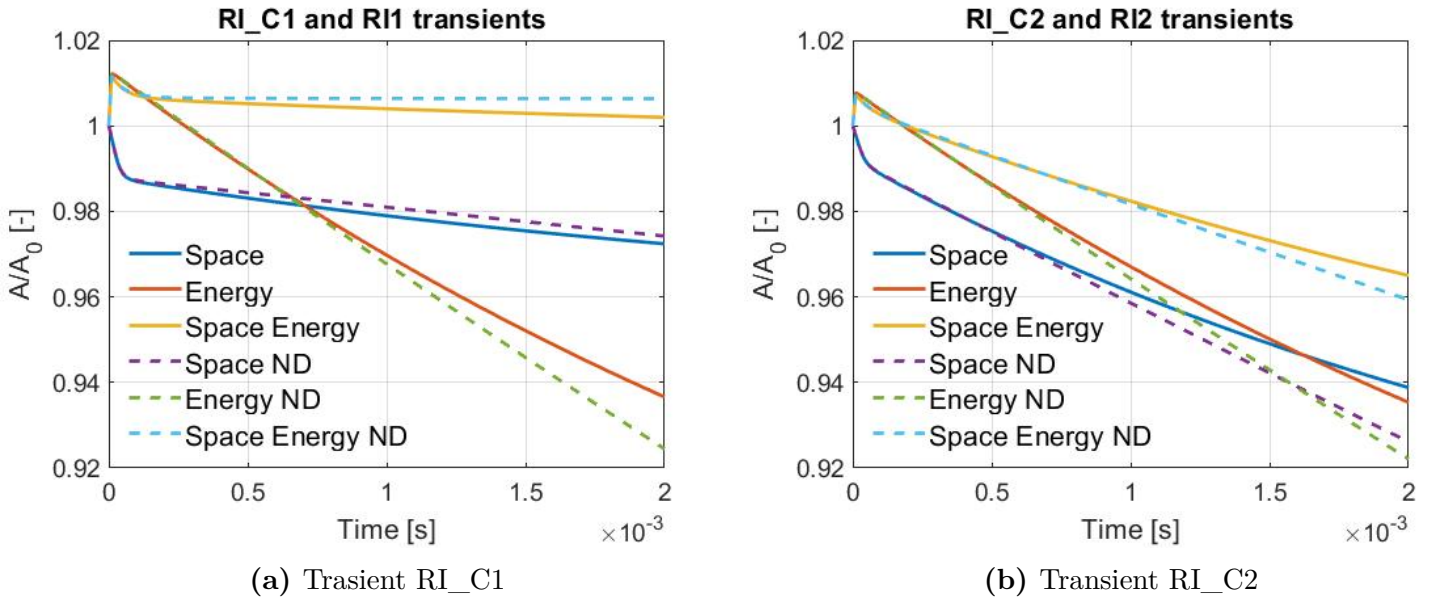 RI_C1 and RI1 transients
1.02
1
0.98
0.96
0.94
0.92
A/A0 [-]
Space
Energy
Space Energy
Space ND
Energy ND
Space Energy ND
0 0.5 1 1.5 2
Time [s] ×10-3
(a) Trasient RI_C1
RI_C2 and RI2 transients
1.02
1
0.98
0.96
0.94
0.92
A/A0 [-]
Space
Energy
Space Energy
Space ND
Energy ND
Space Energy ND
0 0.5 1 1.5 2
Time [s] ×10-3
(b) Transient RI_C2